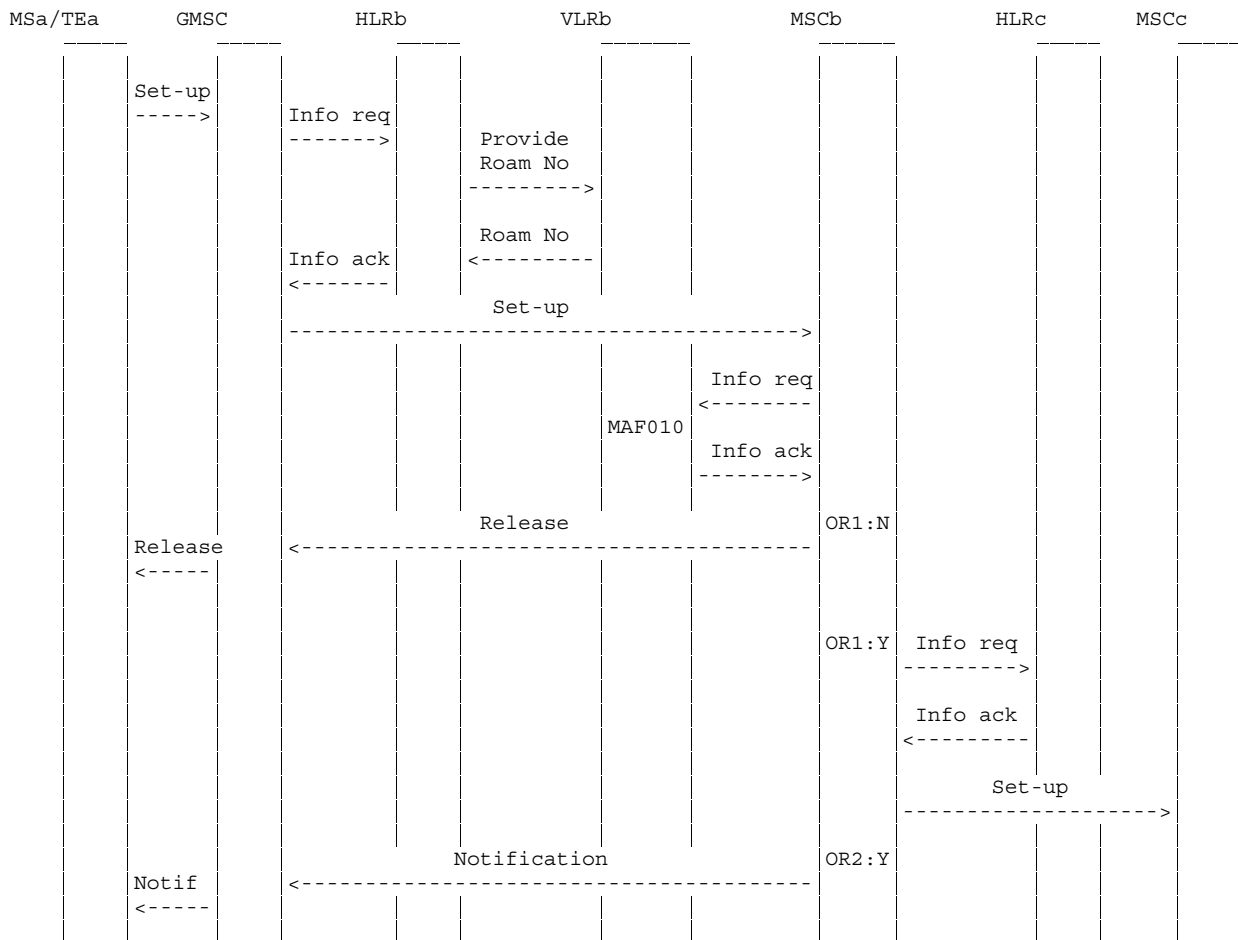 MSa/TEa GMSC HLRb VLRb MSCb HLRc MSCc
Set-up
-----> Info req
-------> Provide
Roam No
--------->
Roam No
Info ack <---------
<-------
Set-up
---------------------------------------->
Info req
<--------
MAF010
Info ack
-------->
Release OR1:N
Release <----------------------------------------
<-----
OR1:Y Info req
--------->
Info ack
<---------
Set-up
-------------------->
Notification OR2:Y
Notif <----------------------------------------
<-----